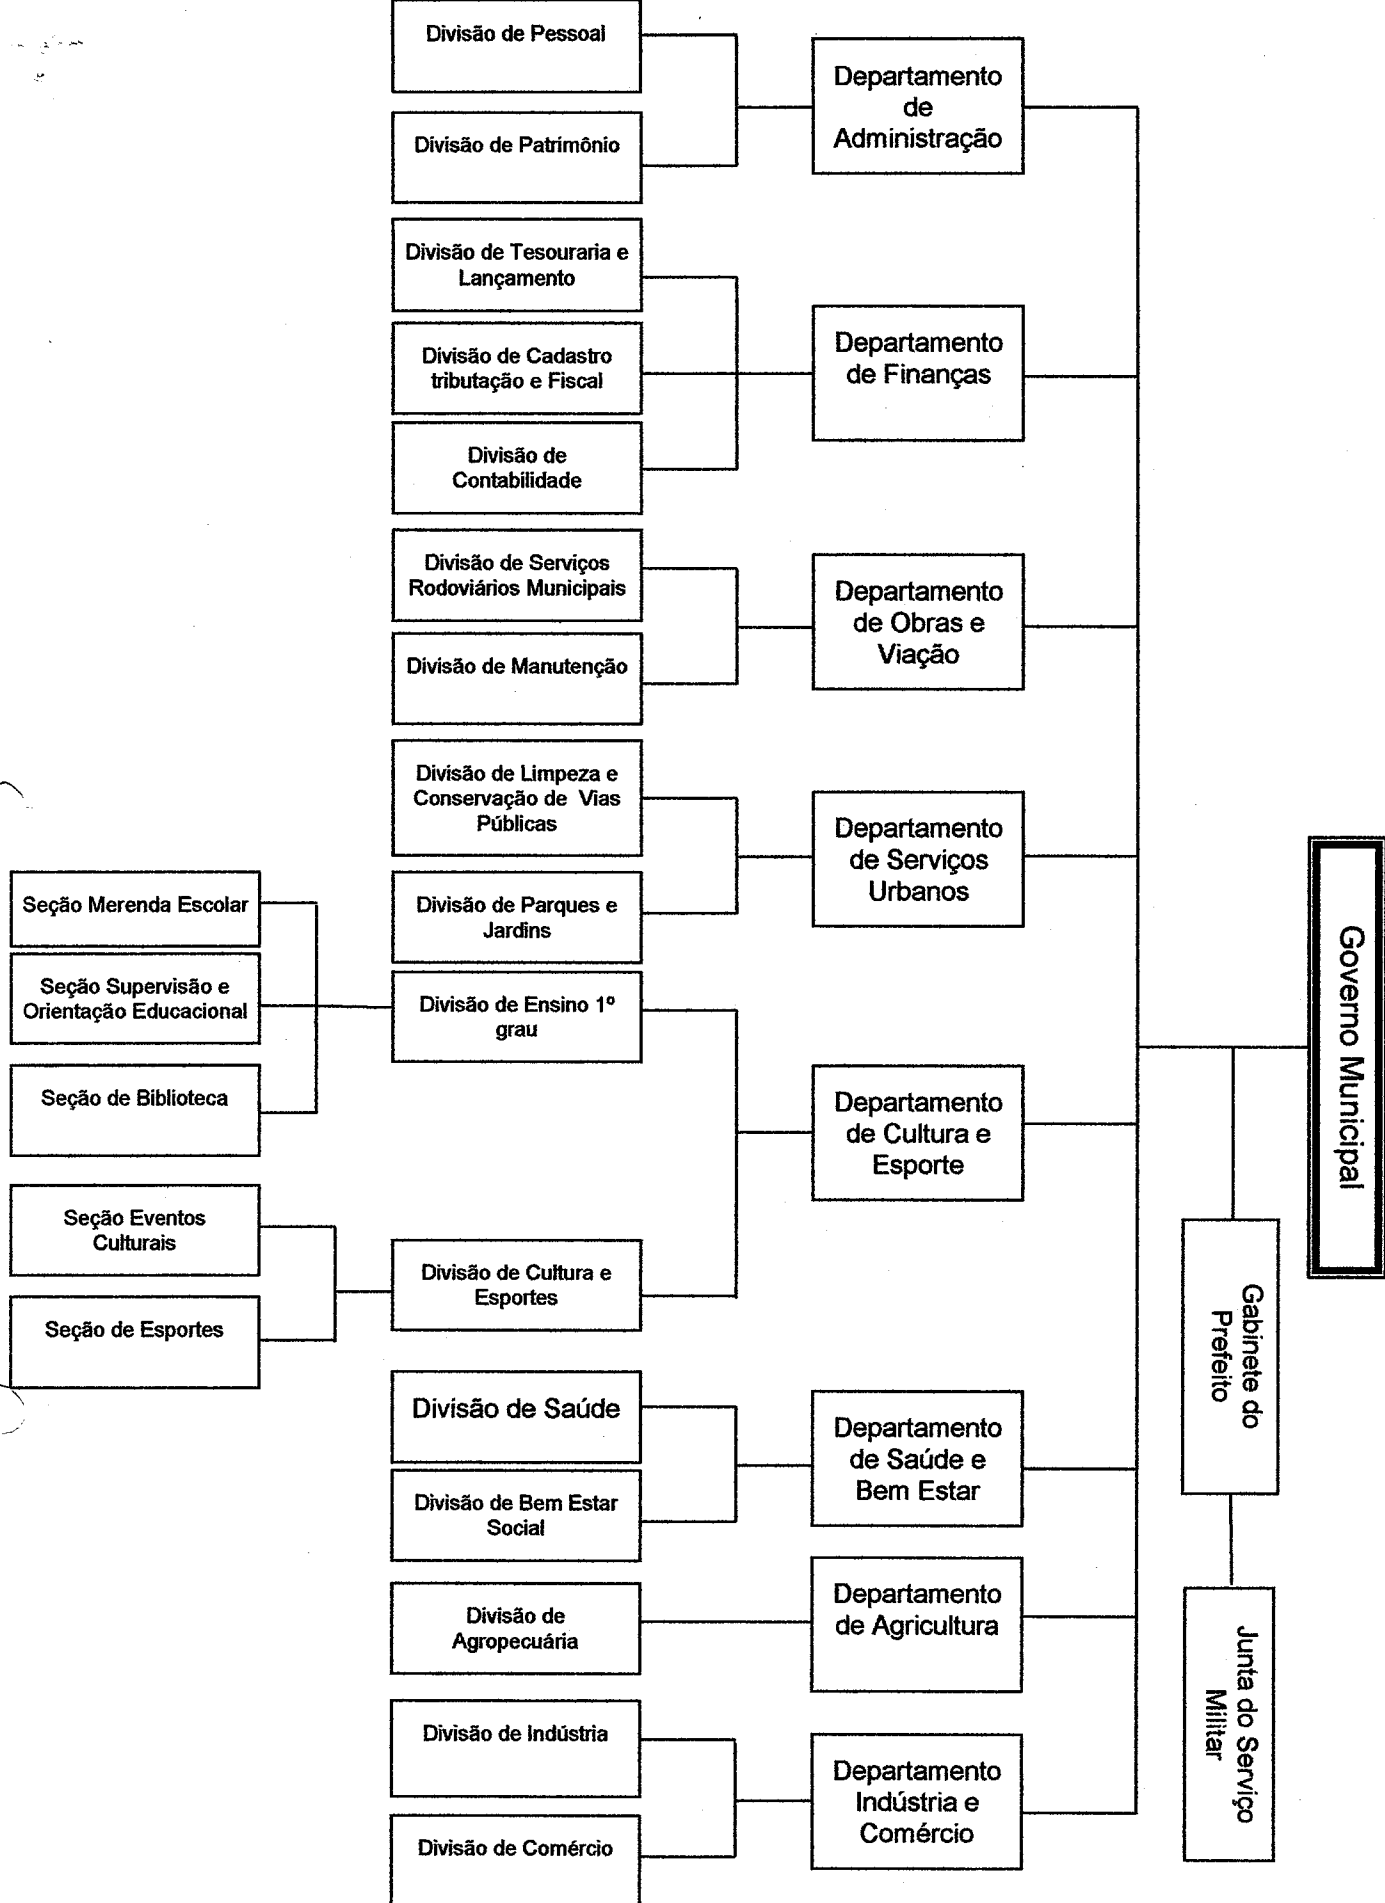 Governo Municipal
Gabinete do
Prefeito
Junta do Serviço
Militar
Departamento
de
Administração
Divisão de Pessoal
Divisão de Patrimônio
Departamento
de Finanças
Divisão de Tesouraria e
Lançamento
Divisão de Cadastro
tributação e Fiscal
Divisão de
Contabilidade
Departamento
de Obras e
Viação
Divisão de Serviços
Rodoviários Municipais
Divisão de Manutenção
Departamento
de Serviços
Urbanos
Divisão de Limpeza e
Conservação de Vias
Públicas
Divisão de Parques e
Jardins
Departamento
de Cultura e
Esporte
Divisão de Ensino 1º
grau
Seção Merenda Escolar
Seção Supervisão e
Orientação Educacional
Seção de Biblioteca
Divisão de Cultura e
Esportes
Seção Eventos
Culturais
Seção de Esportes
Departamento
de Saúde e
Bem Estar
Divisão de Saúde
Divisão de Bem Estar
Social
Departamento
de Agricultura
Divisão de
Agropecuária
Departamento
Indústria e
Comércio
Divisão de Indústria
Divisão de Comércio